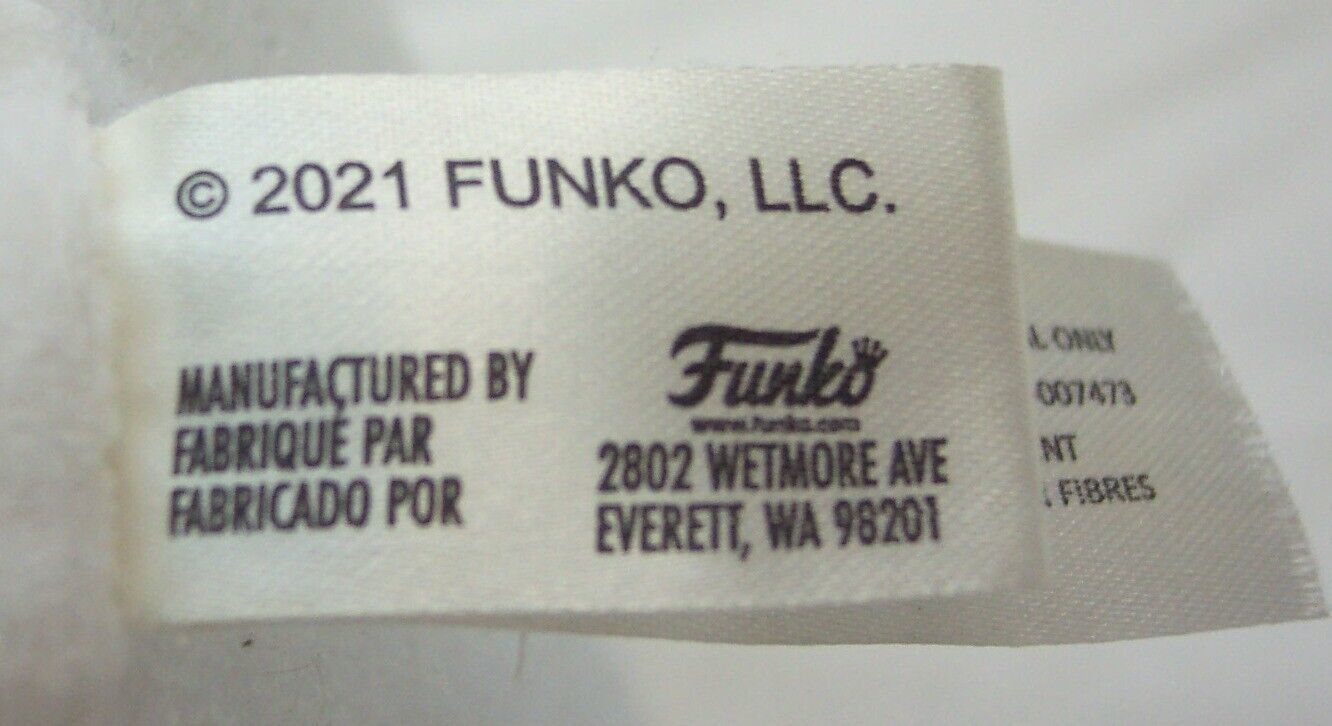 © 2021 FUNKO, LLC.
MANUFACTURED BY
FABRIQUÉ PAR
FABRICADO POR
Funko
www.funko.com
2802 WETMORE AVE
EVERETT, WA 98201
ONLY
007473
NT
FIBRES